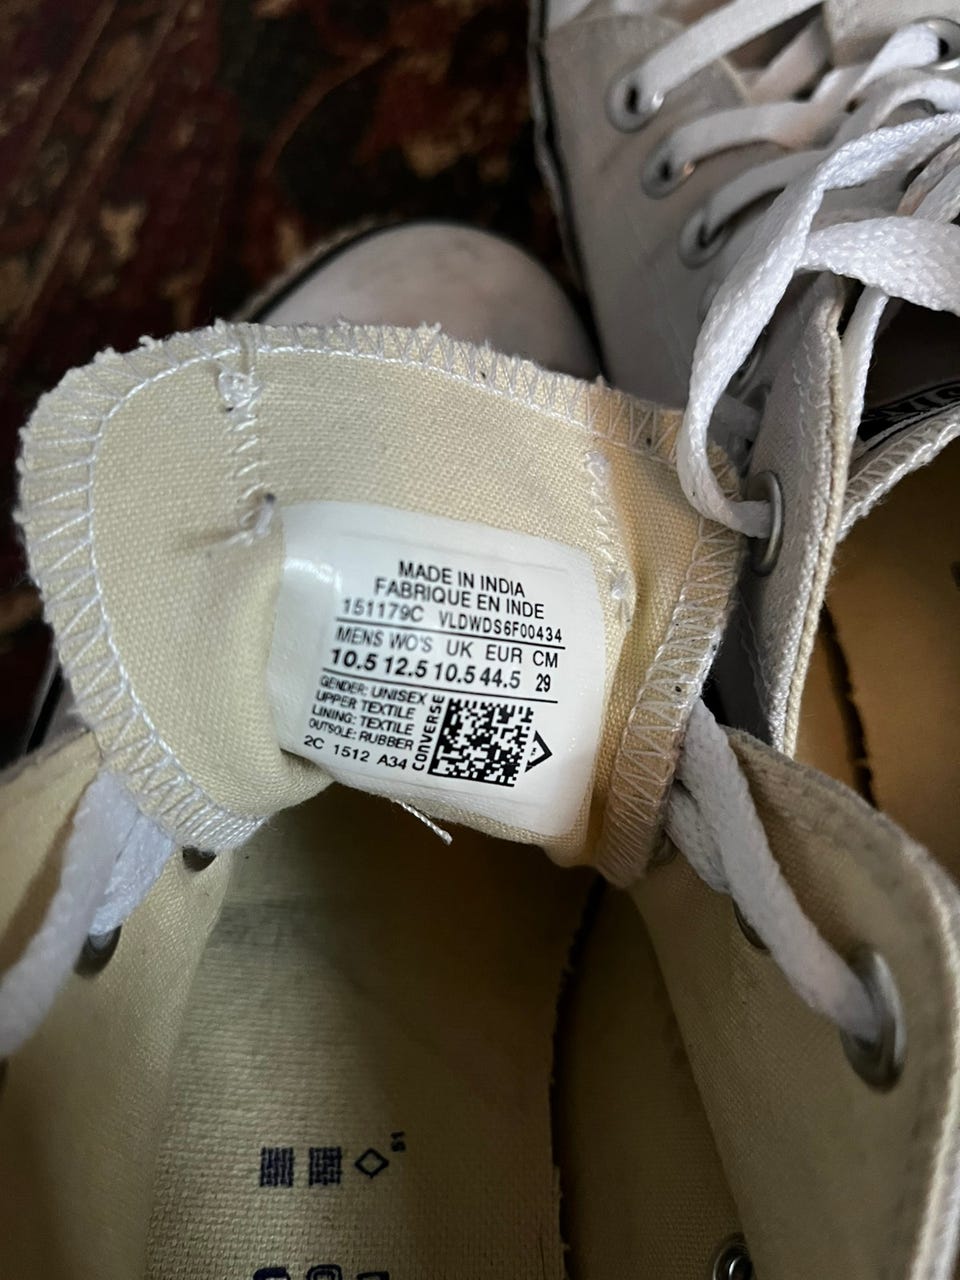 MADE IN INDIA
FABRIQUE EN INDE
151179C VLDWDS6F00434
MENS WO'S UK EUR CM
10.5 12.5 10.5 44.5 29
GENDER: UNISEX
UPPER TEXTILE
LINING: TEXTILE
OUTSOLE: RUBBER
CONVERSE
2C 1512 A34
51